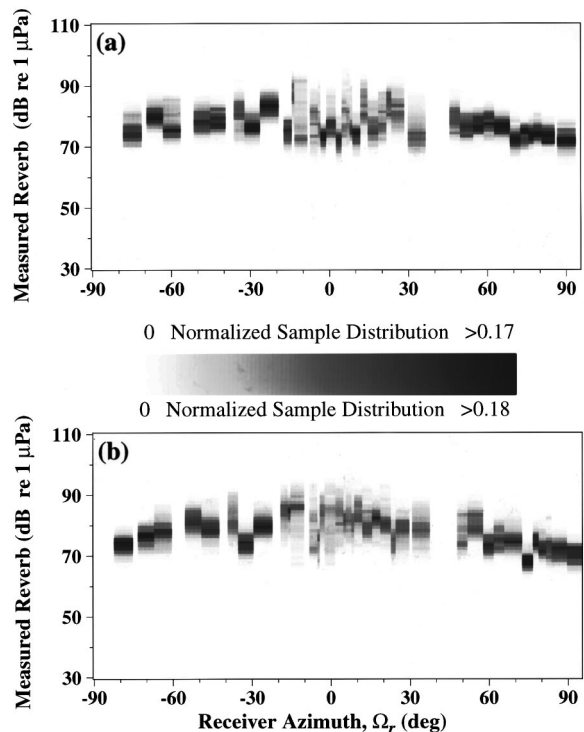 110
(a)
90
70
50
30
Measured Reverb (dB re 1 μPa)
-90 -60 -30 0 30 60 90
0 Normalized Sample Distribution >0.17
0 Normalized Sample Distribution >0.18
110
(b)
90
70
50
30
Measured Reverb (dB re 1 μPa)
-90 -60 -30 0 30 60 90
Receiver Azimuth, Ωr (deg)